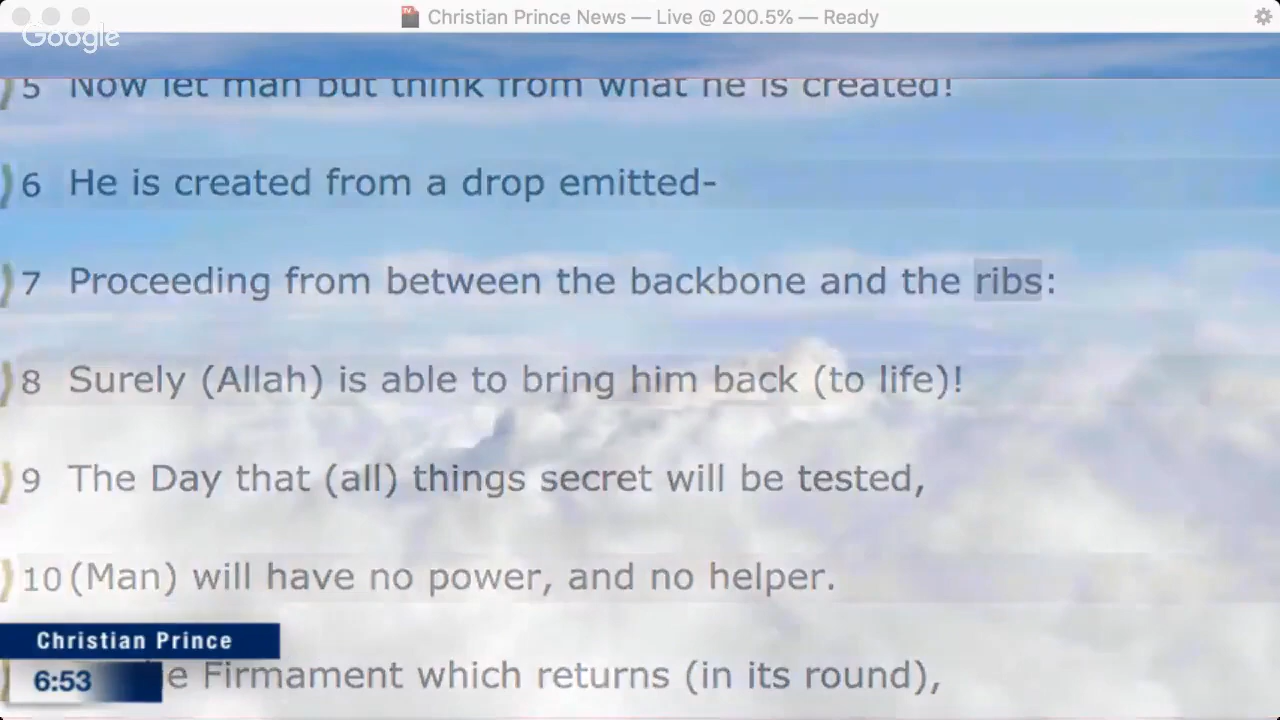 Christian Prince News — Live @ 200.5% — Ready
Google
5 Now let man but think from what he is created!
6 He is created from a drop emitted-
7 Proceeding from between the backbone and the ribs:
8 Surely (Allah) is able to bring him back (to life)!
9 The Day that (all) things secret will be tested,
10 (Man) will have no power, and no helper.
Christian Prince
Firmament which returns (in its round),
6:53